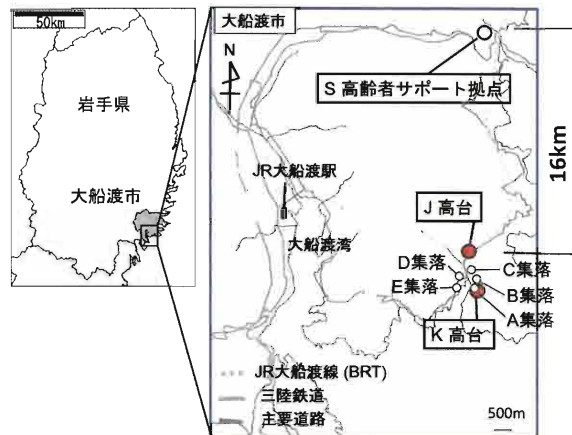 50km
岩手県
大船渡市
大船渡市
N
S 高齢者サポート拠点
16km
JR大船渡駅
J 高台
大船渡湾
D集落
C集落
E集落
B集落
A集落
K 高台
JR大船渡線 (BRT)
三陸鉄道
主要道路
500m